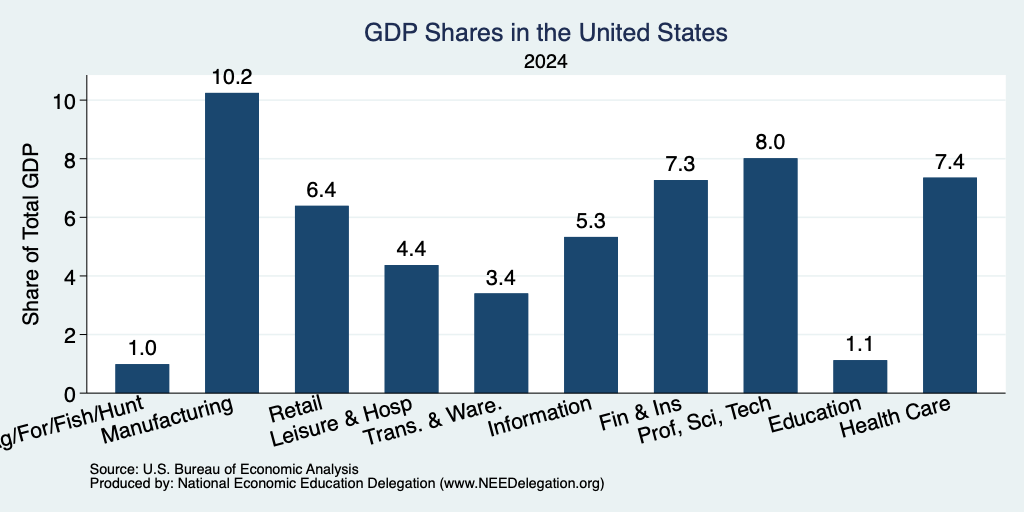 GDP Shares in the United States
2024
Share of Total GDP
10
8
6
4
2
0
1.0
10.2
6.4
4.4
3.4
5.3
7.3
8.0
1.1
7.4
g/For/Fish/Hunt
Manufacturing
Retail
Leisure & Hosp
Trans. & Ware.
Information
Fin & Ins
Prof, Sci, Tech
Education
Health Care
Source: U.S. Bureau of Economic Analysis
Produced by: National Economic Education Delegation (www.NEEDelegation.org)